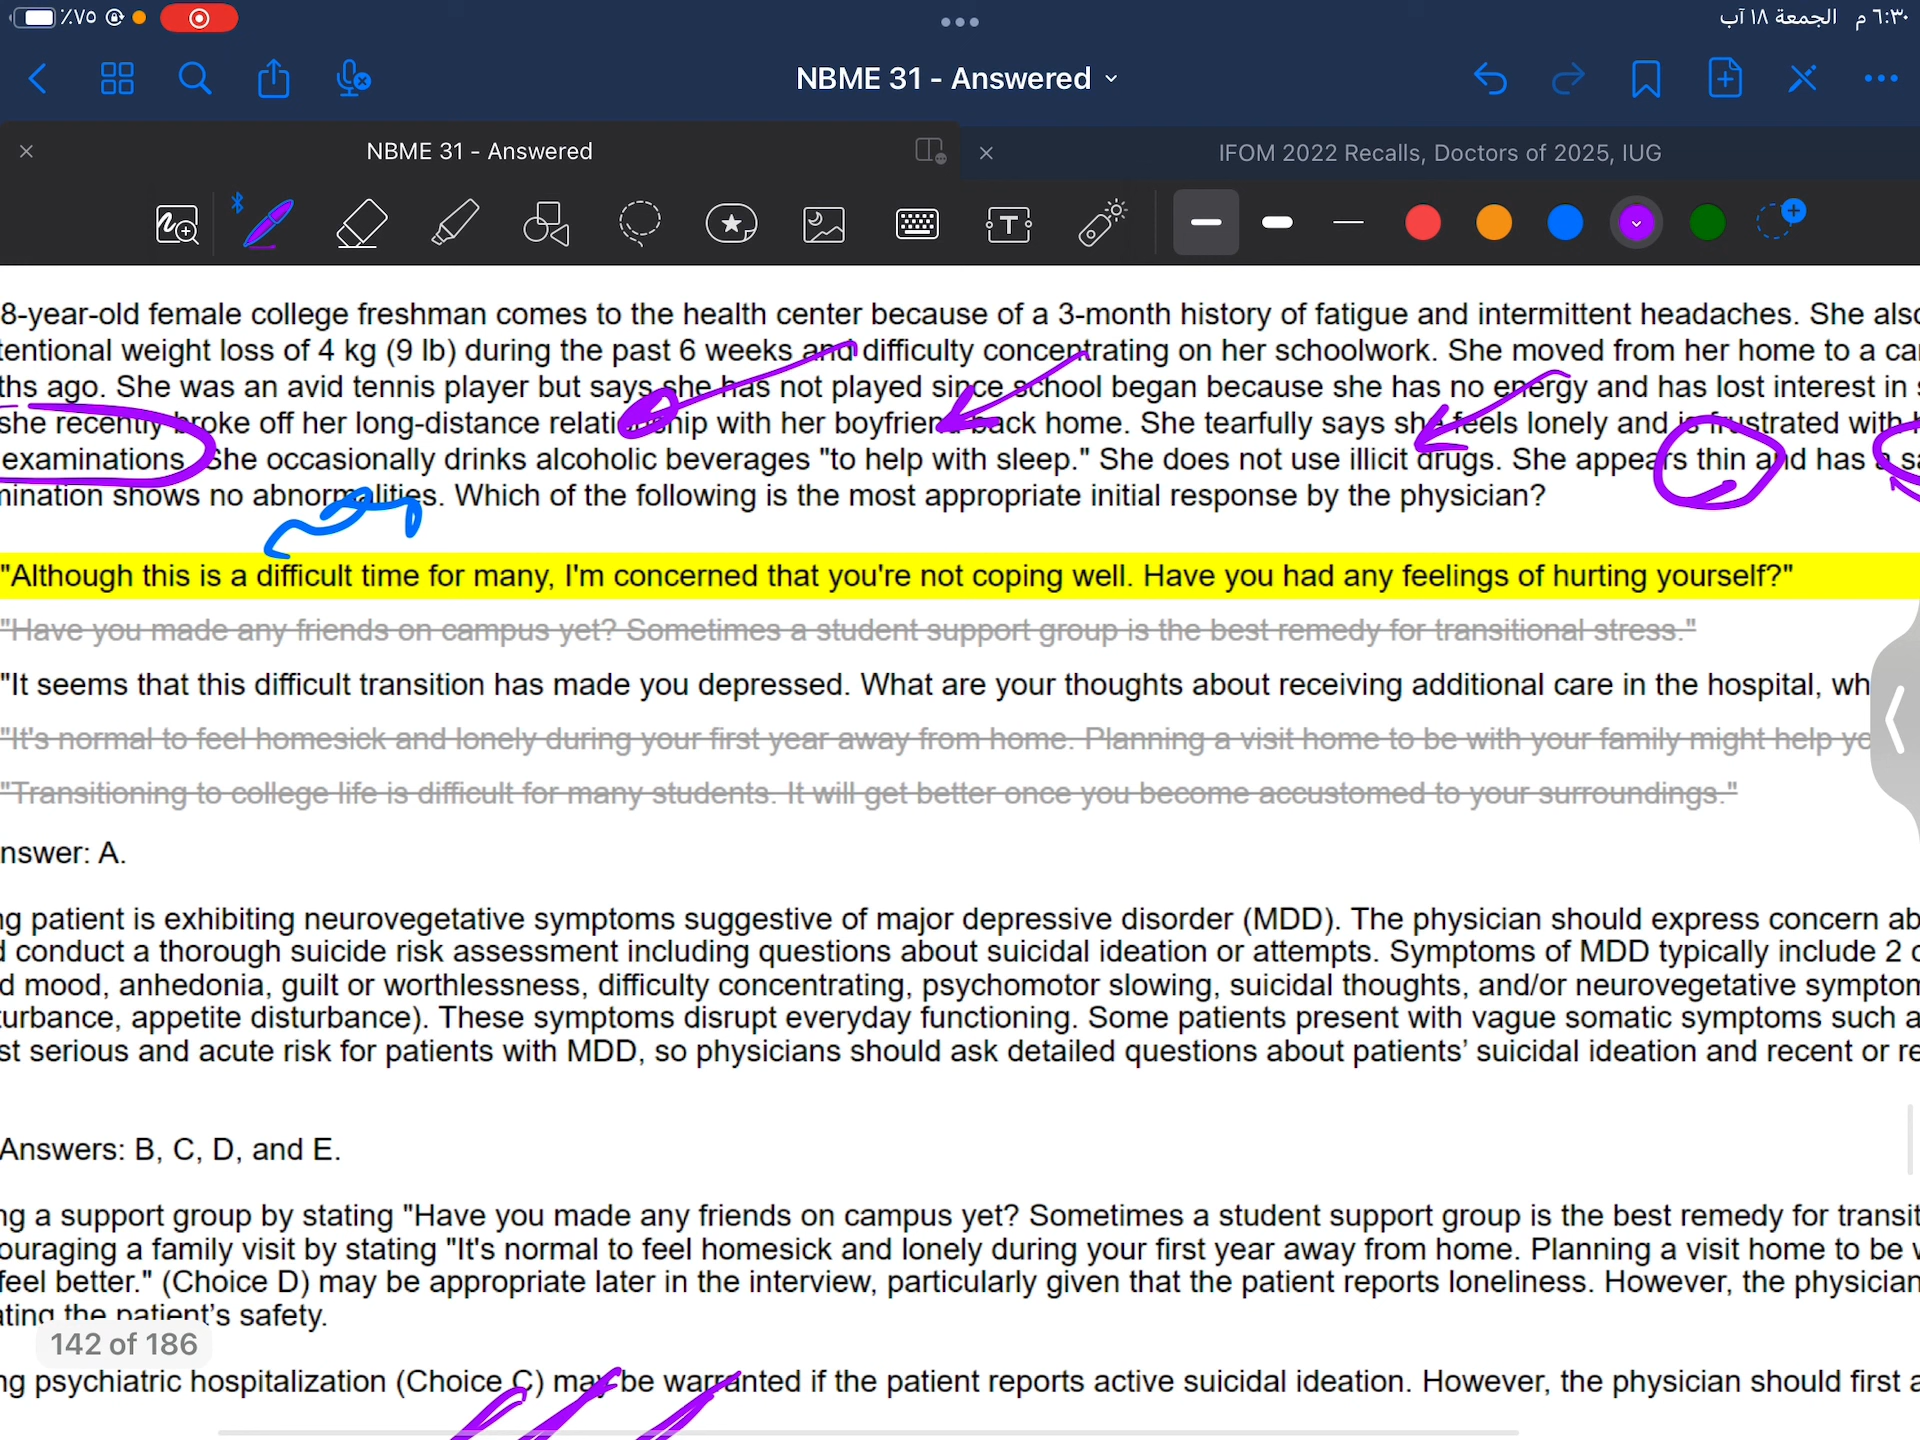 ٪٧٥
الجمعة ١٨ آب ٦:٣٠ م
NBME 31 - Answered
NBME 31 - Answered
IFOM 2022 Recalls, Doctors of 2025, IUG
8-year-old female college freshman comes to the health center because of a 3-month history of fatigue and intermittent headaches. She also
tentional weight loss of 4 kg (9 lb) during the past 6 weeks and difficulty concentrating on her schoolwork. She moved from her home to a
ths ago. She was an avid tennis player but says she has not played since school began because she has no energy and has lost interest in
she recently broke off her long-distance relationship with her boyfriend back home. She tearfully says she feels lonely and is frustrated with
examinations. She occasionally drinks alcoholic beverages "to help with sleep." She does not use illicit drugs. She appears thin and has a
mination shows no abnormalities. Which of the following is the most appropriate initial response by the physician?
"Although this is a difficult time for many, I'm concerned that you're not coping well. Have you had any feelings of hurting yourself?"
"Have you made any friends on campus yet? Sometimes a student support group is the best remedy for transitional stress."
"It seems that this difficult transition has made you depressed. What are your thoughts about receiving additional care in the hospital, wh
"It's normal to feel homesick and lonely during your first year away from home. Planning a visit home to be with your family might help yo
"Transitioning to college life is difficult for many students. It will get better once you become accustomed to your surroundings."
nswer: A.
ng patient is exhibiting neurovegetative symptoms suggestive of major depressive disorder (MDD). The physician should express concern ab
d conduct a thorough suicide risk assessment including questions about suicidal ideation or attempts. Symptoms of MDD typically include 2 o
d mood, anhedonia, guilt or worthlessness, difficulty concentrating, psychomotor slowing, suicidal thoughts, and/or neurovegetative symptom
turbance, appetite disturbance). These symptoms disrupt everyday functioning. Some patients present with vague somatic symptoms such a
st serious and acute risk for patients with MDD, so physicians should ask detailed questions about patients' suicidal ideation and recent or re
Answers: B, C, D, and E.
ng a support group by stating "Have you made any friends on campus yet? Sometimes a student support group is the best remedy for transit
ouraging a family visit by stating "It's normal to feel homesick and lonely during your first year away from home. Planning a visit home to be w
feel better." (Choice D) may be appropriate later in the interview, particularly given that the patient reports loneliness. However, the physician
ating the patient's safety.
142 of 186
ng psychiatric hospitalization (Choice C) may be warranted if the patient reports active suicidal ideation. However, the physician should first a